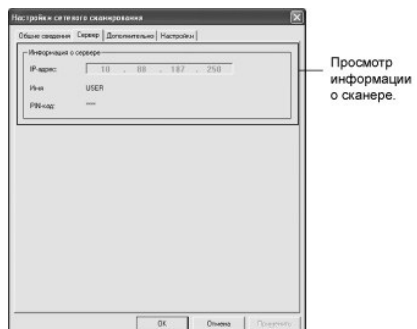 Настройки сетевого сканирования
Общие сведения Сервер Дополнительно Настройки
Информация о сервере
IP-адрес: 10 . 88 . 187 . 250
Имя USER
PIN-код: ****
Просмотр
информации
о сканере.
OK Отмена Применить